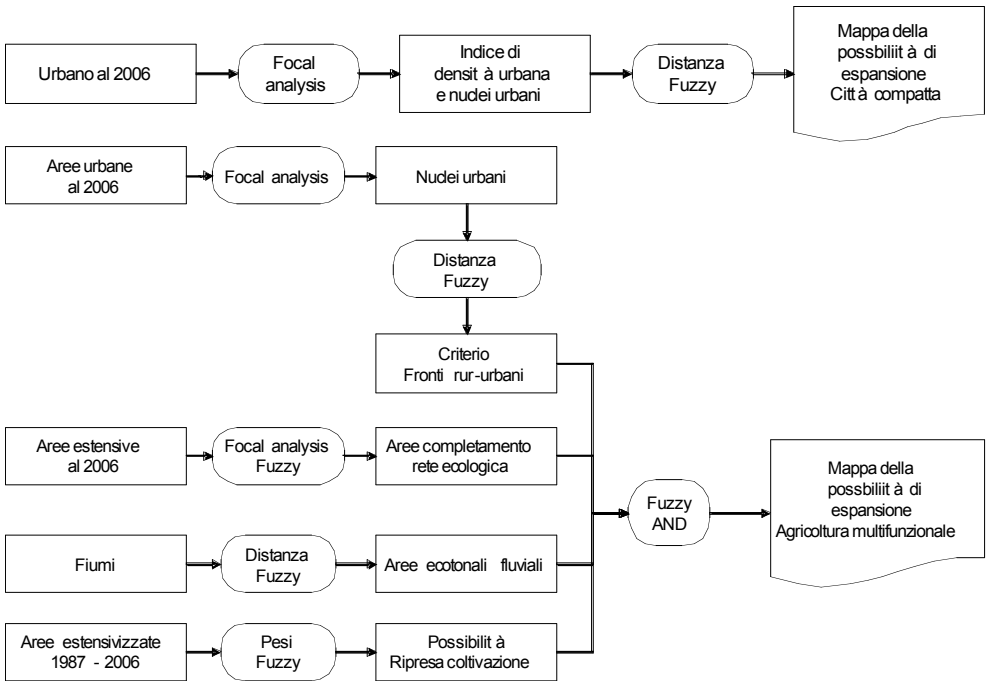 Urbano al 2006
Focal
analysis
Indice di
densit à urbana
e nuclei urbani
Distanza
Fuzzy
Mappa della
possbiliit à di
espansione
Citt à compatta
Aree urbane
al 2006
Focal analysis
Nuclei urbani
Distanza
Fuzzy
Criterio
Fronti rur-urbani
Aree estensive
al 2006
Focal analysis
Fuzzy
Aree completamento
rete ecologica
Fuzzy
AND
Mappa della
possbiliit à di
espansione
Agricoltura multifunzionale
Fiumi
Distanza
Fuzzy
Aree ecotonali fluviali
Aree estensivizzate
1987 - 2006
Pesi
Fuzzy
Possibilit à
Ripresa coltivazione